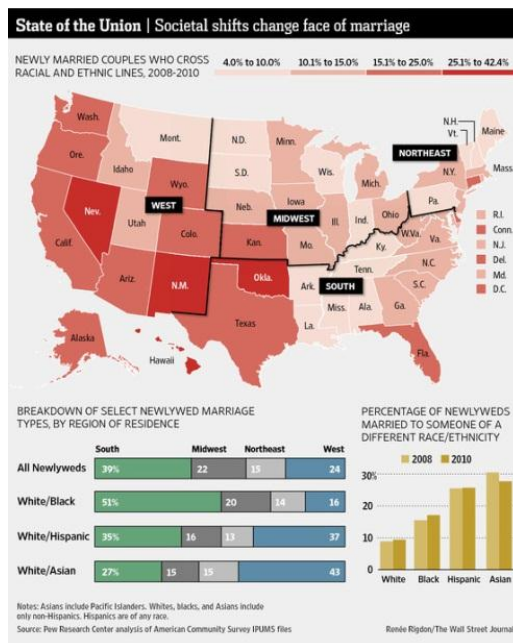 State of the Union | Societal shifts change face of marriage
NEWLY MARRIED COUPLES WHO CROSS
RACIAL AND ETHNIC LINES, 2008-2010
4.0% to 10.0% 10.1% to 15.0% 15.1% to 25.0% 25.1% to 42.4%
Wash.
Ore.
Idaho
Mont.
Wyo.
Nev.
Utah
Colo.
Calif.
Ariz.
N.M.
Alaska
Hawaii
WEST
N.D.
S.D.
Neb.
Kan.
Minn.
Iowa
Mo.
Wis.
Ill.
Mich.
Ind.
Ohio
MIDWEST
Okla.
Texas
Ark.
La.
Ky.
Tenn.
Miss.
Ala.
Ga.
Fla.
S.C.
N.C.
Va.
W.Va.
SOUTH
N.H.
Vt.
Maine
Mass.
N.Y.
Pa.
NORTHEAST
R.I.
Conn.
N.J.
Del.
Md.
D.C.
BREAKDOWN OF SELECT NEWLYWED MARRIAGE
TYPES, BY REGION OF RESIDENCE
South Midwest Northeast West
All Newlyweds 39% 22 15 24
White/Black 51% 20 14 16
White/Hispanic 35% 16 13 37
White/Asian 27% 15 15 43
PERCENTAGE OF NEWLYWEDS
MARRIED TO SOMEONE OF A
DIFFERENT RACE/ETHNICITY
2008 2010
30%
20
10
0
White Black Hispanic Asian
Notes: Asians include Pacific Islanders. Whites, blacks, and Asians include
only non-Hispanics. Hispanics are of any race.
Source: Pew Research Center analysis of American Community Survey IPUMS files
Renée Rigdon/The Wall Street Journal